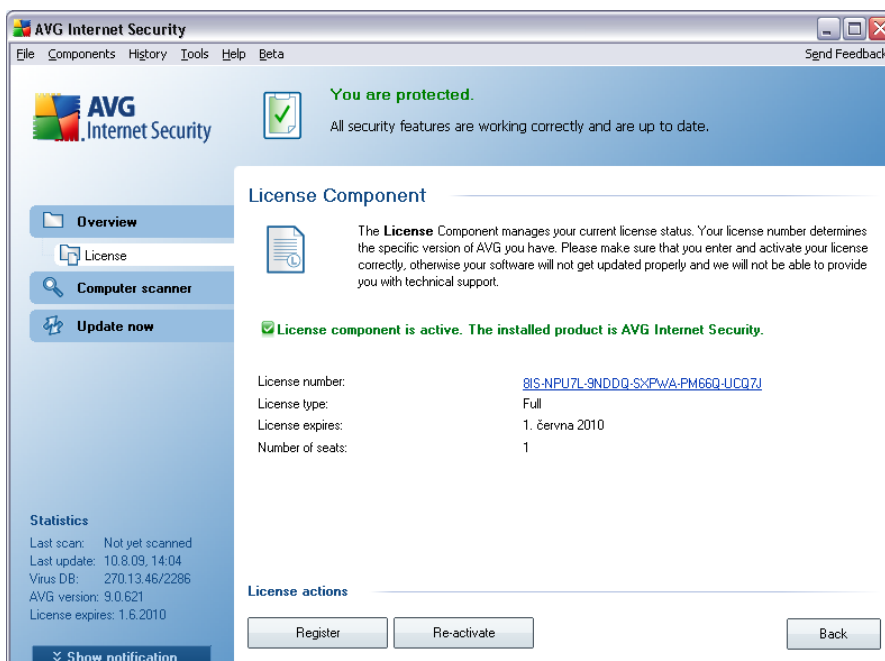 AVG Internet Security
File Components History Tools Help Beta
Send Feedback
AVG
Internet Security
You are protected.
All security features are working correctly and are up to date.
Overview
License
Computer scanner
Update now
License Component
The License Component manages your current license status. Your license number determines
the specific version of AVG you have. Please make sure that you enter and activate your license
correctly, otherwise your software will not get updated properly and we will not be able to provide
you with technical support.
License component is active. The installed product is AVG Internet Security.
License number: 8IS-NPU7L-9NDDQ-SXPWA-PM66Q-UCQ7J
License type: Full
License expires: 1. června 2010
Number of seats: 1
Statistics
Last scan: Not yet scanned
Last update: 10.8.09, 14:04
Virus DB: 270.13.46/2286
AVG version: 9.0.621
License expires: 1.6.2010
Show notification
License actions
Register
Re-activate
Back